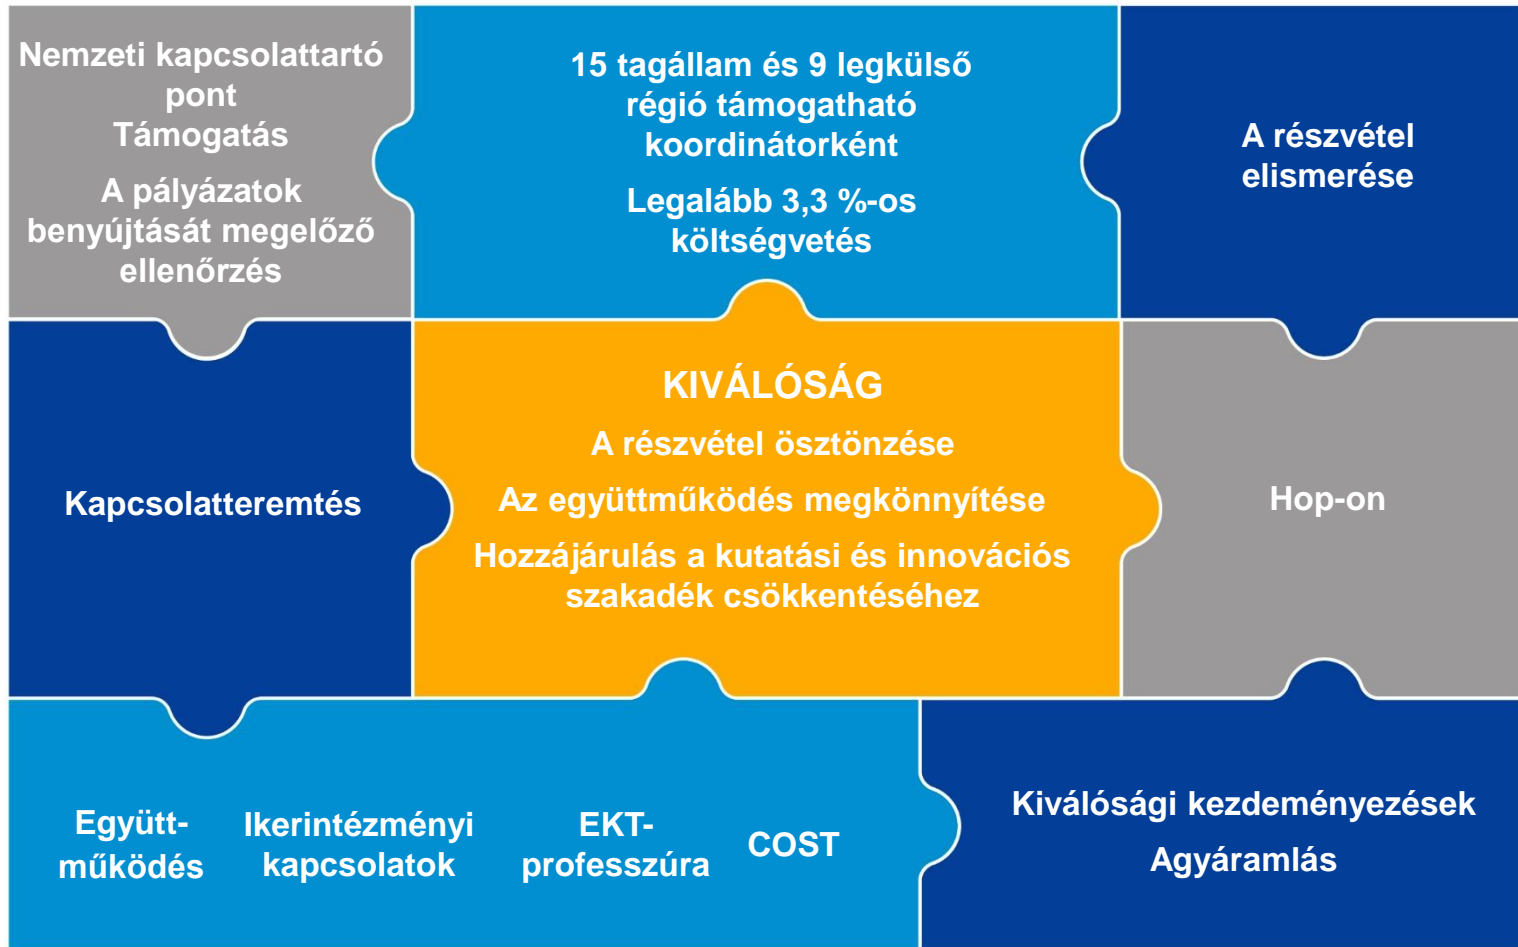 Nemzeti kapcsolattartó
pont
Támogatás
A pályázatok
benyújtását megelőző
ellenőrzés
15 tagállam és 9 legkülső
régió támogatható
koordinátorként
Legalább 3,3 %-os
költségvetés
A részvétel
elismerése
Kapcsolatteremtés
KIVÁLÓSÁG
A részvétel ösztönzése
Az együttműködés megkönnyítése
Hozzájárulás a kutatási és innovációs
szakadék csökkentéséhez
Hop-on
Együtt-
működés
Ikerintézményi
kapcsolatok
EKT-
professzúra
COST
Kiválósági kezdeményezések
Agyáramlás